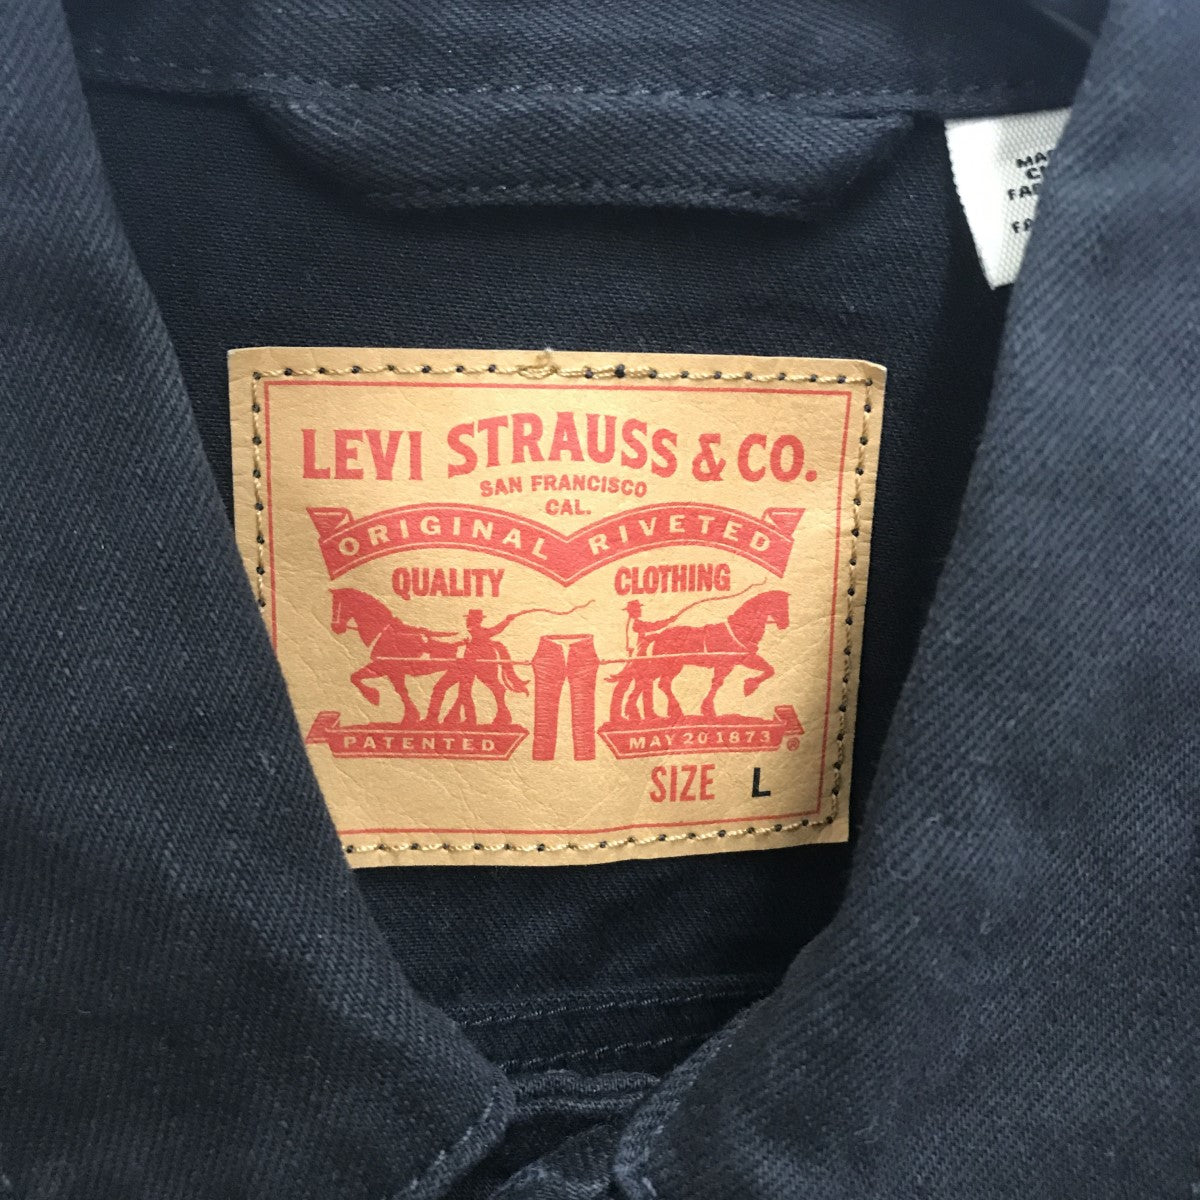 LEVI STRAUSS & CO.
SAN FRANCISCO
CAL.
ORIGINAL RIVETED
QUALITY CLOTHING
PATENTED MAY 20 1873 ®
SIZE L